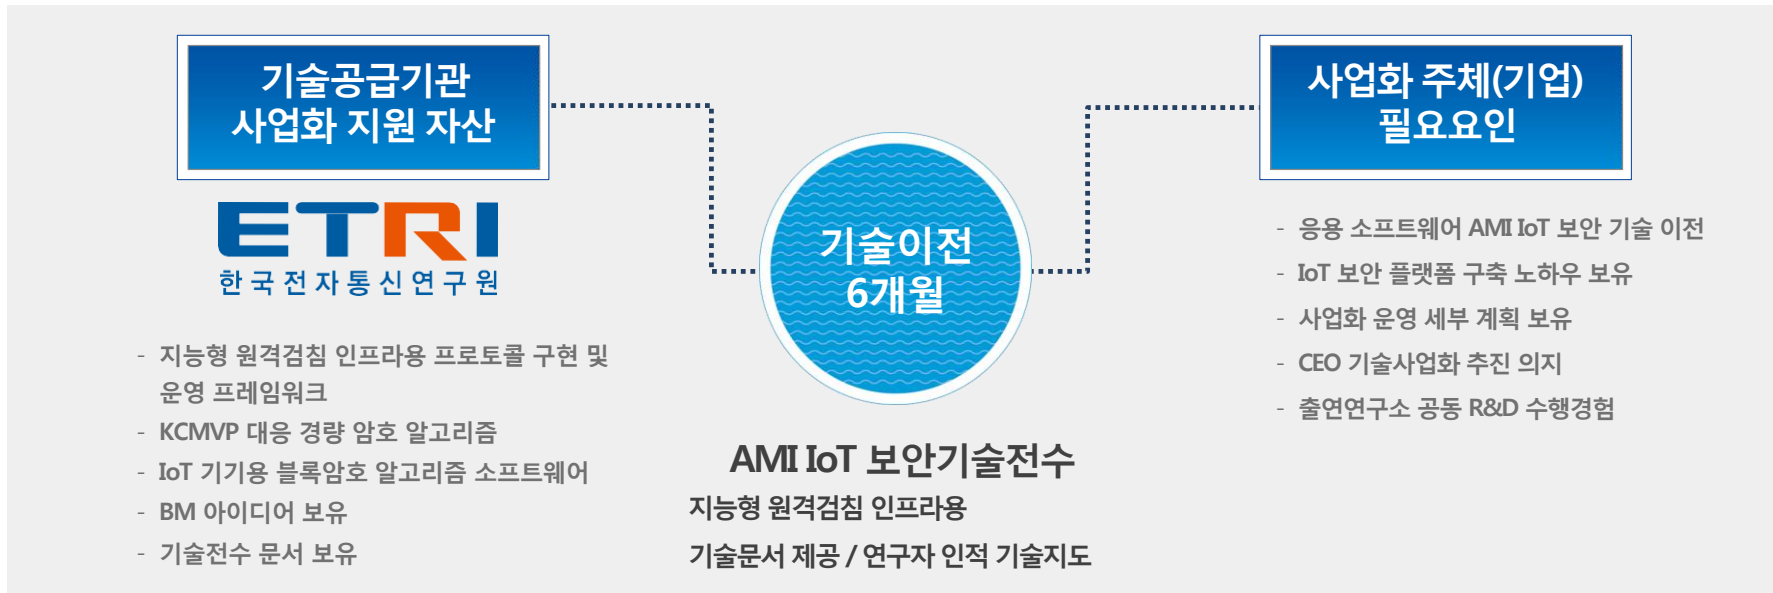 기술공급기관
사업화 지원 자산
ETRI
한국전자통신연구원
- 지능형 원격검침 인프라용 프로토콜 구현 및
운영 프레임워크
- KCMVP 대응 경량 암호 알고리즘
- IoT 기기용 블록암호 알고리즘 소프트웨어
- BM 아이디어 보유
- 기술전수 문서 보유
기술이전
6개월
AMI IoT 보안기술전수
지능형 원격검침 인프라용
기술문서 제공 / 연구자 인적 기술지도
사업화 주체(기업)
필요요인
- 응용 소프트웨어 AMI IoT 보안 기술 이전
- IoT 보안 플랫폼 구축 노하우 보유
- 사업화 운영 세부 계획 보유
- CEO 기술사업화 추진 의지
- 출연연구소 공동 R&D 수행경험